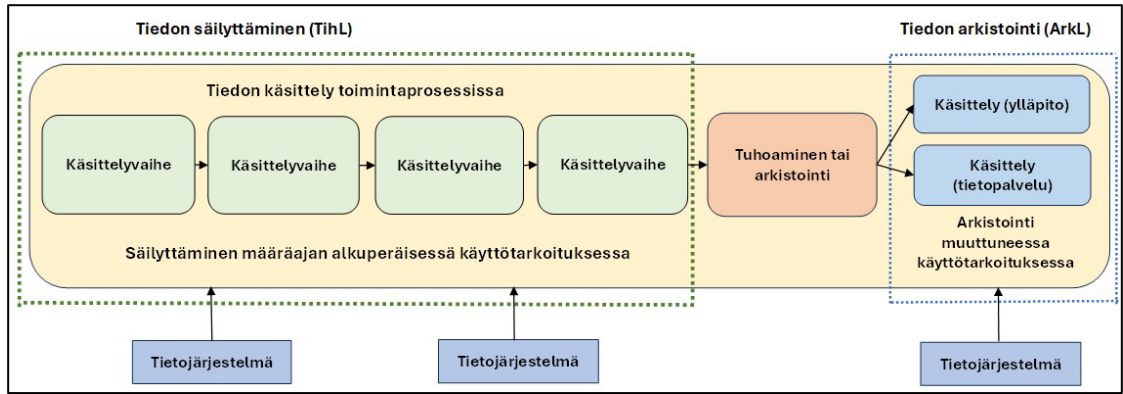 Tiedon säilyttäminen (TihL)
Tiedon arkistointi (ArkL)
Tiedon käsittely toimintaprosessissa
Käsittelyvaihe
Käsittelyvaihe
Käsittelyvaihe
Käsittelyvaihe
Tuhoaminen tai
arkistointi
Käsittely (ylläpito)
Käsittely
(tietopalvelu)
Säilyttäminen määräajan alkuperäisessä käyttötarkoituksessa
Arkistointi
muuttuneessa
käyttötarkoituksessa
Tietojärjestelmä
Tietojärjestelmä
Tietojärjestelmä